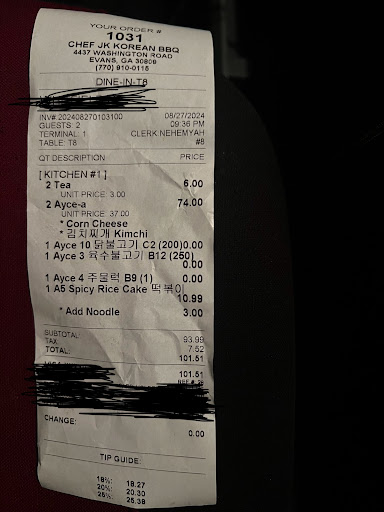 YOUR ORDER #
1031
CHEF JK KOREAN BBQ
4437 WASHINGTON ROAD
EVANS, GA 30809
(770) 910-0115
DINE-IN-T8
INV#:202408270103100 08/27/2024
GUESTS: 2 09:36 PM
TERMINAL: 1 CLERK NEHEMYAH
TABLE: T8 #8
QT DESCRIPTION PRICE
[ KITCHEN #1 ]
2 Tea 6.00
UNIT PRICE: 3.00
2 Ayce-a 74.00
UNIT PRICE: 37.00
* Corn Cheese
* 김치찌개 Kimchi
1 Ayce 10 닭불고기 C2 (200)0.00
1 Ayce 3 육수불고기 B12 (250)
0.00
1 Ayce 4 주물럭 B9 (1) 0.00
1 A5 Spicy Rice Cake 떡볶이
10.99
* Add Noodle 3.00
SUBTOTAL: 93.99
TAX: 7.52
TOTAL: 101.51
101.51
CHANGE:
0.00
TIP GUIDE:
18%: 18.27
20%: 20.30
25%: 25.38